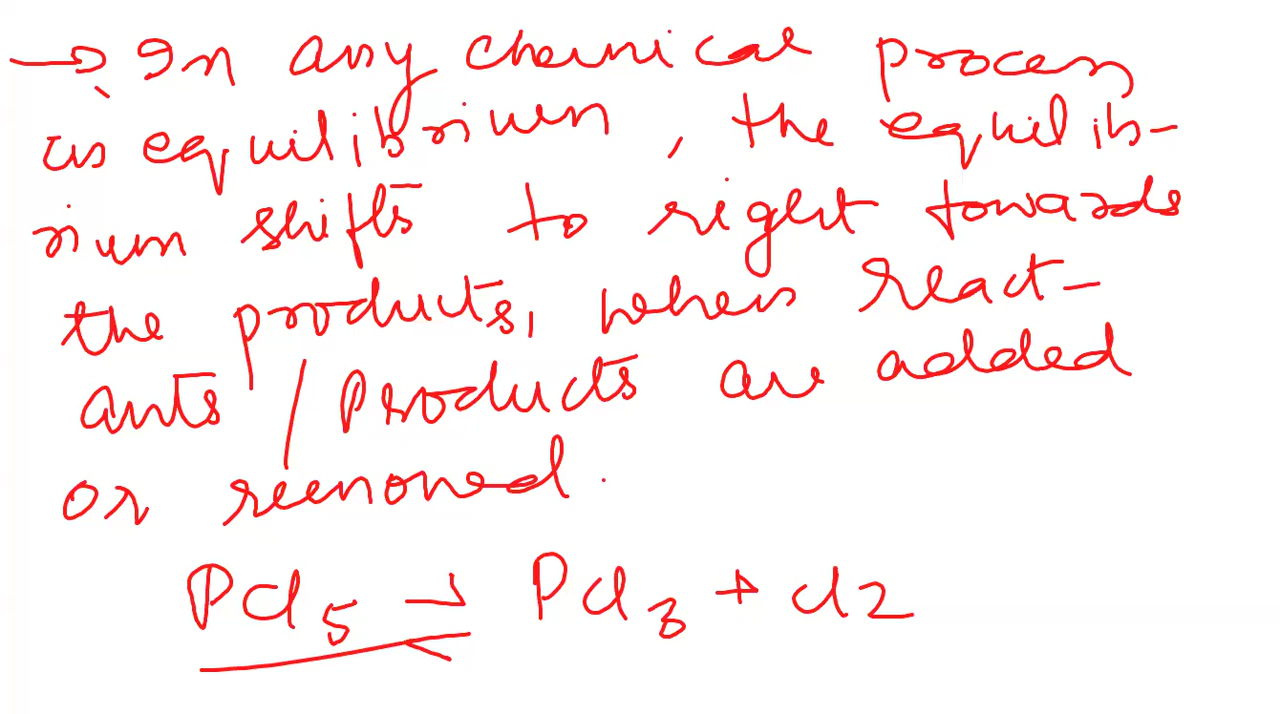 → In any chemical process
in equilibrium, the equilib-
rium shifts to right towards
the products, when react-
ants / Products are added
or removed.
PCl5 ⇌ PCl3 + Cl2